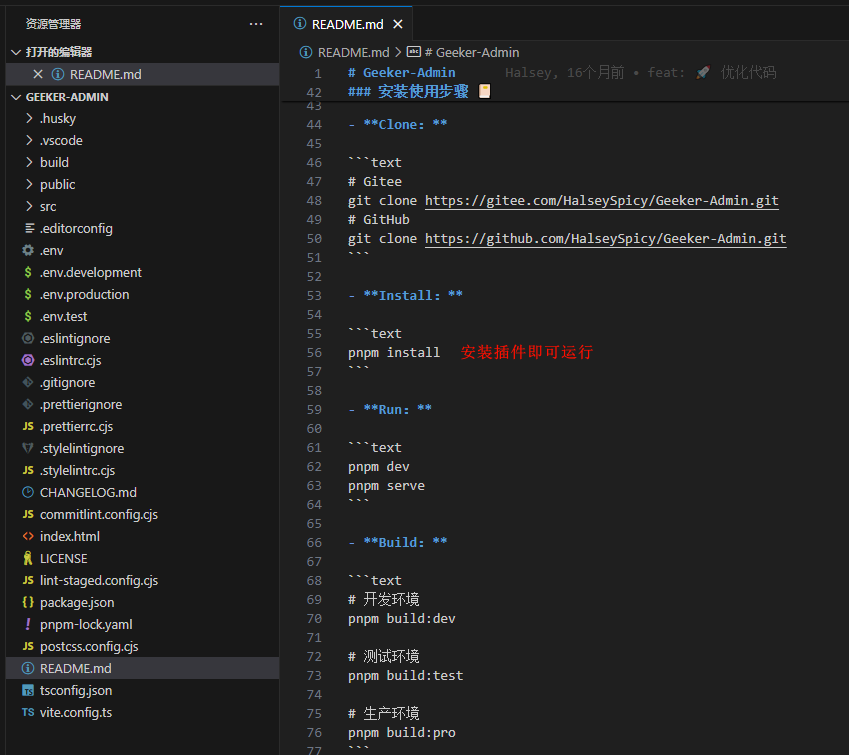 资源管理器 ···
打开的编辑器
README.md
GEEKER-ADMIN
.husky
.vscode
build
public
src
.editorconfig
.env
.env.development
.env.production
.env.test
.eslintignore
.eslintrc.cjs
.gitignore
.prettierignore
.prettierrc.cjs
.stylelintignore
.stylelintrc.cjs
CHANGELOG.md
commitlint.config.cjs
index.html
LICENSE
lint-staged.config.cjs
package.json
pnpm-lock.yaml
postcss.config.cjs
README.md
tsconfig.json
vite.config.ts
README.md
README.md > # Geeker-Admin
1 # Geeker-Admin Halsey, 16个月前 • feat: 🚀 优化代码
42 ### 安装使用步骤 📔
43
44 - **Clone：**
45
46 ```text
47 # Gitee
48 git clone https://gitee.com/HalseySpicy/Geeker-Admin.git
49 # GitHub
50 git clone https://github.com/HalseySpicy/Geeker-Admin.git
51 ```
52
53 - **Install：**
54
55 ```text
56 pnpm install 安装插件即可运行
57 ```
58
59 - **Run：**
60
61 ```text
62 pnpm dev
63 pnpm serve
64 ```
65
66 - **Build：**
67
68 ```text
69 # 开发环境
70 pnpm build:dev
71
72 # 测试环境
73 pnpm build:test
74
75 # 生产环境
76 pnpm build:pro
77 ```